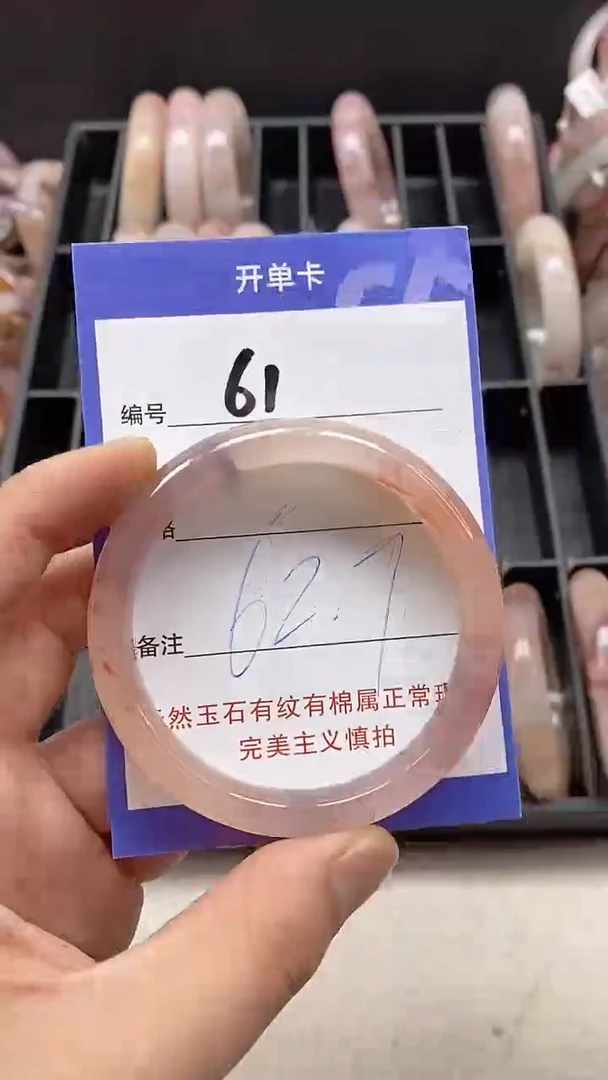 开单卡
编号 61
62.7
备注
然玉石有纹有棉属正常现
完美主义慎拍